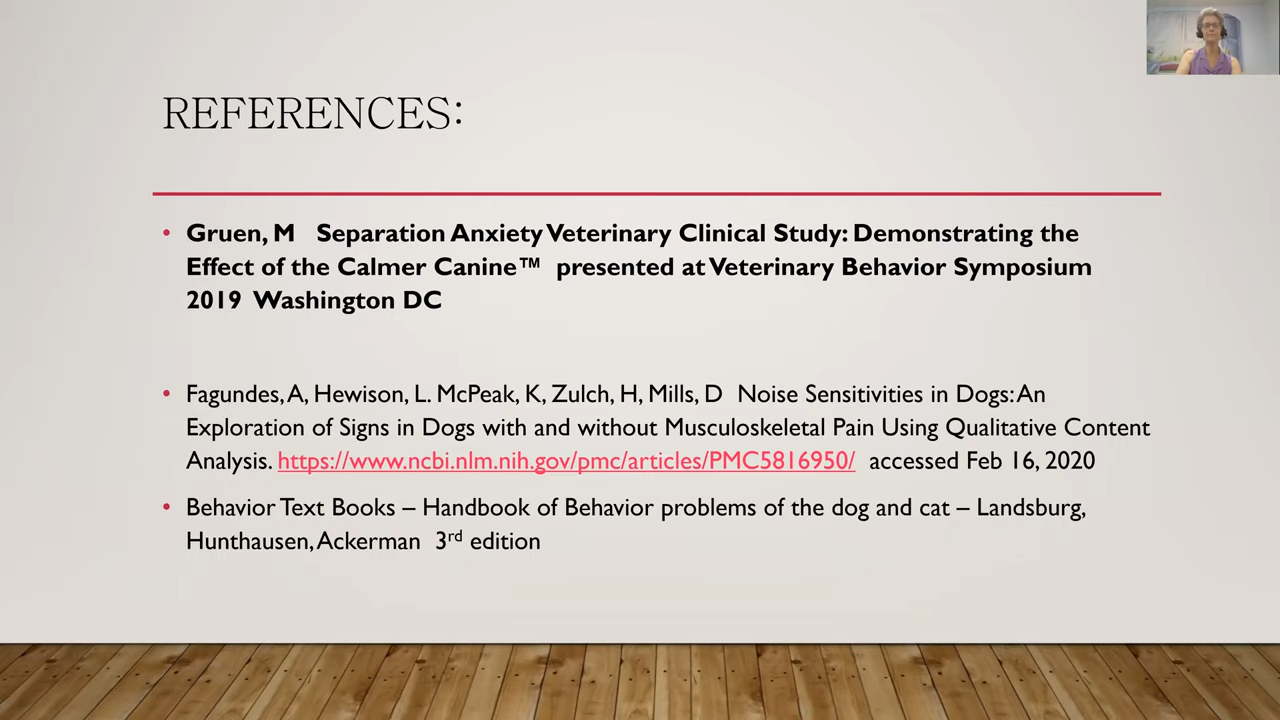 REFERENCES:
• Gruen, M   Separation Anxiety Veterinary Clinical Study: Demonstrating the
Effect of the Calmer Canine™  presented at Veterinary Behavior Symposium
2019  Washington DC
• Fagundes, A, Hewison, L. McPeak, K, Zulch, H, Mills, D  Noise Sensitivities in Dogs: An
Exploration of Signs in Dogs with and without Musculoskeletal Pain Using Qualitative Content
Analysis. https://www.ncbi.nlm.nih.gov/pmc/articles/PMC5816950/  accessed Feb 16, 2020
• Behavior Text Books – Handbook of Behavior problems of the dog and cat – Landsburg,
Hunthausen, Ackerman  3rd edition